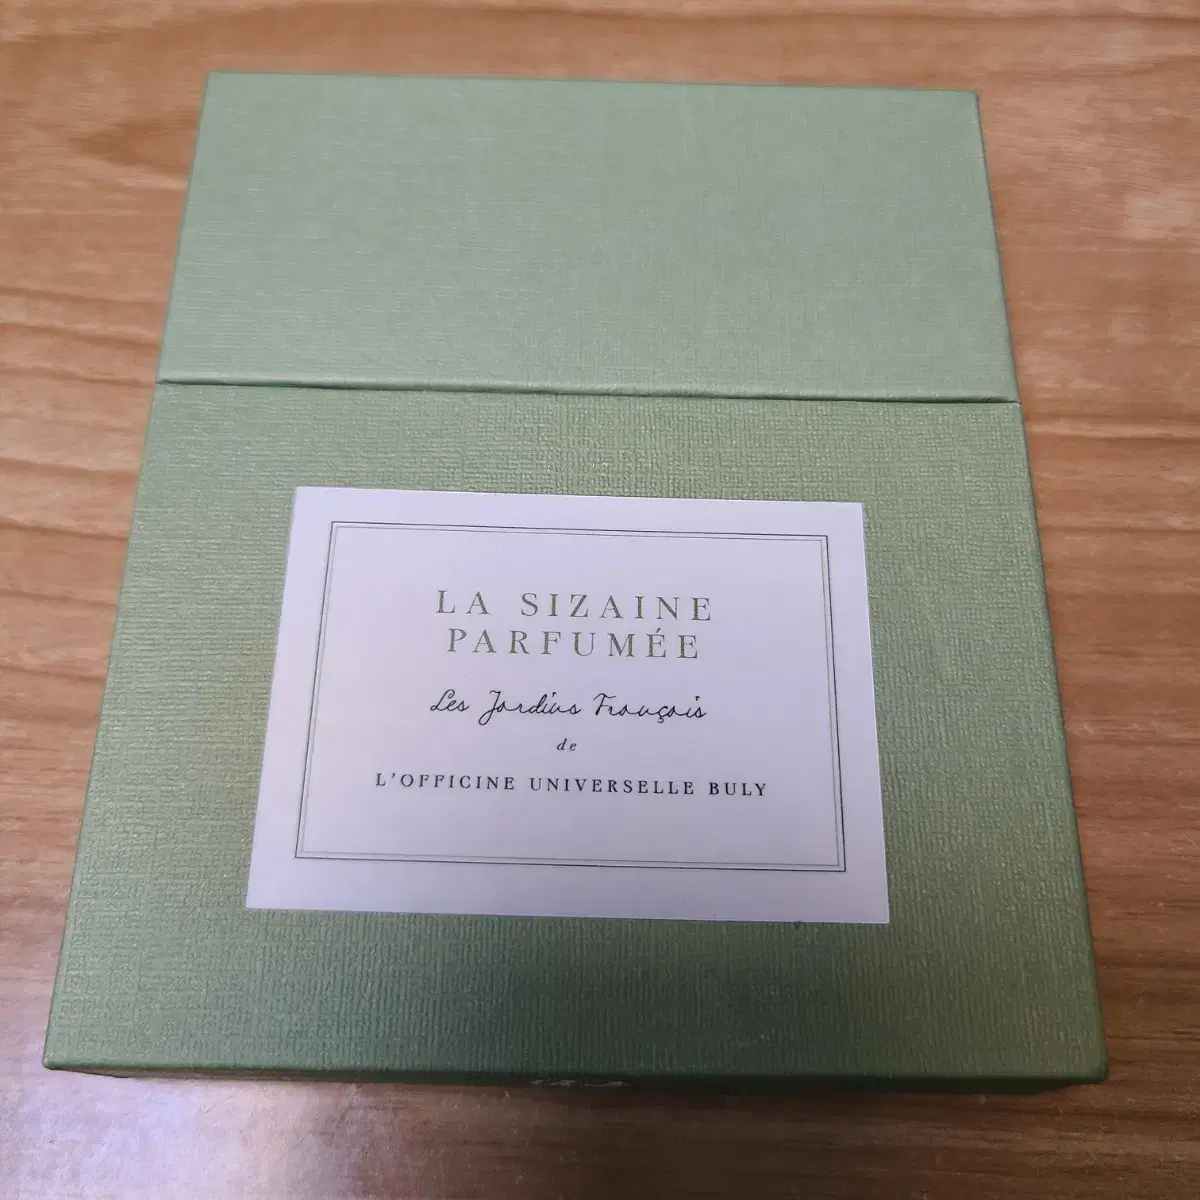 LA SIZAINE
PARFUMÉE
Les Jardins Français
de
L'OFFICINE UNIVERSELLE BULY